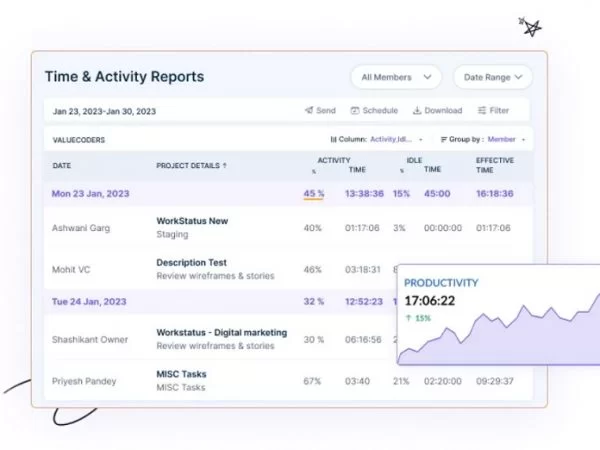 Time & Activity Reports
All Members
Date Range
Jan 23, 2023-Jan 30, 2023
Send
Schedule
Download
Filter
VALUECODERS
Column: Activity,Idl...
Group by : Member
DATE PROJECT DETAILS ↑ ACTIVITY % TIME IDLE % TIME EFFECTIVE TIME
Mon 23 Jan, 2023 45 % 13:38:36 15% 45:00 16:18:36
Ashwani Garg WorkStatus New 40% 01:17:06 3% 00:00:00 01:17:06
Staging
Mohit VC Description Test 46% 03:18:31 8
Review wireframes & stories
Tue 24 Jan, 2023 32 % 12:52:23 1
Shashikant Owner Workstatus - Digital marketing 30 % 06:16:56 2
Review wireframes & stories
Priyesh Pandey MISC Tasks 67% 03:40 21% 02:20:00 09:29:37
MISC Tasks
PRODUCTIVITY
17:06:22
↑ 15%